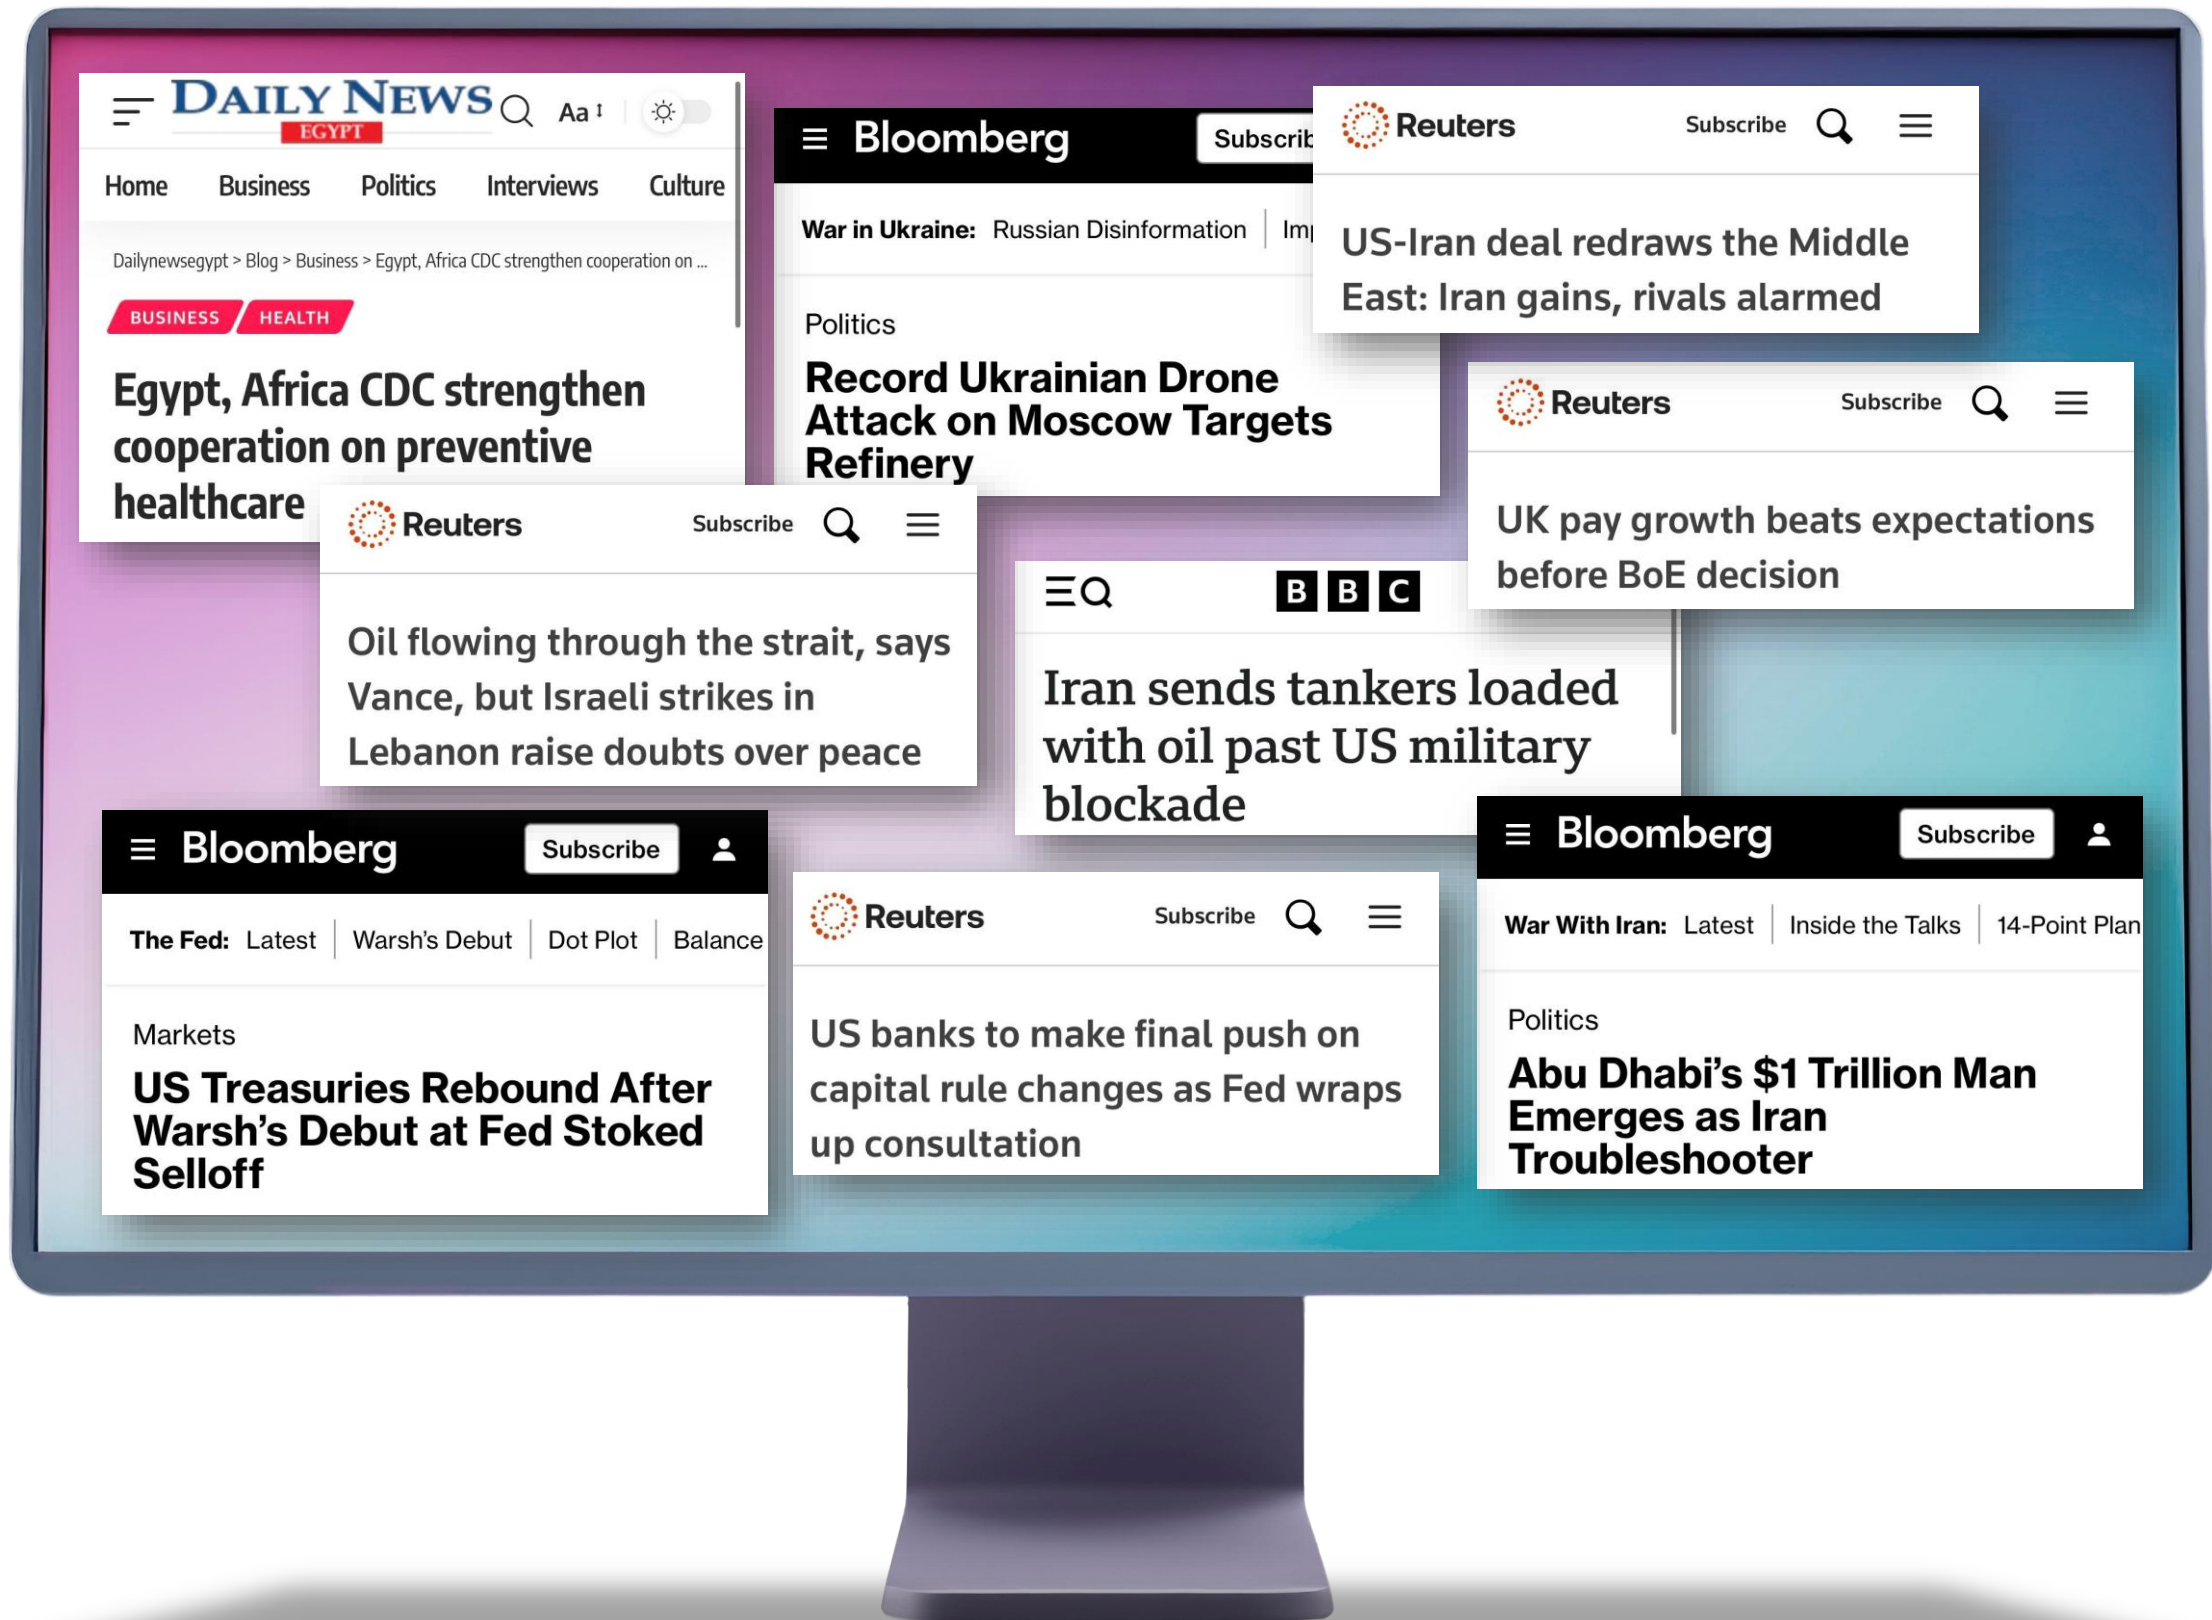 DAILY NEWS
EGYPT
Aa
Home Business Politics Interviews Culture
Dailynewsegypt > Blog > Business > Egypt, Africa CDC strengthen cooperation on ...
BUSINESS HEALTH
Egypt, Africa CDC strengthen
cooperation on preventive
healthcare
Bloomberg
War in Ukraine: Russian Disinformation
Politics
Record Ukrainian Drone
Attack on Moscow Targets
Refinery
Reuters Subscribe
US-Iran deal redraws the Middle
East: Iran gains, rivals alarmed
Reuters Subscribe
UK pay growth beats expectations
before BoE decision
Reuters Subscribe
Oil flowing through the strait, says
Vance, but Israeli strikes in
Lebanon raise doubts over peace
BBC
Iran sends tankers loaded
with oil past US military
blockade
Bloomberg Subscribe
The Fed: Latest Warsh's Debut Dot Plot Balance
Markets
US Treasuries Rebound After
Warsh's Debut at Fed Stoked
Selloff
Reuters Subscribe
US banks to make final push on
capital rule changes as Fed wraps
up consultation
Bloomberg Subscribe
War With Iran: Latest Inside the Talks 14-Point Plan
Politics
Abu Dhabi's $1 Trillion Man
Emerges as Iran
Troubleshooter